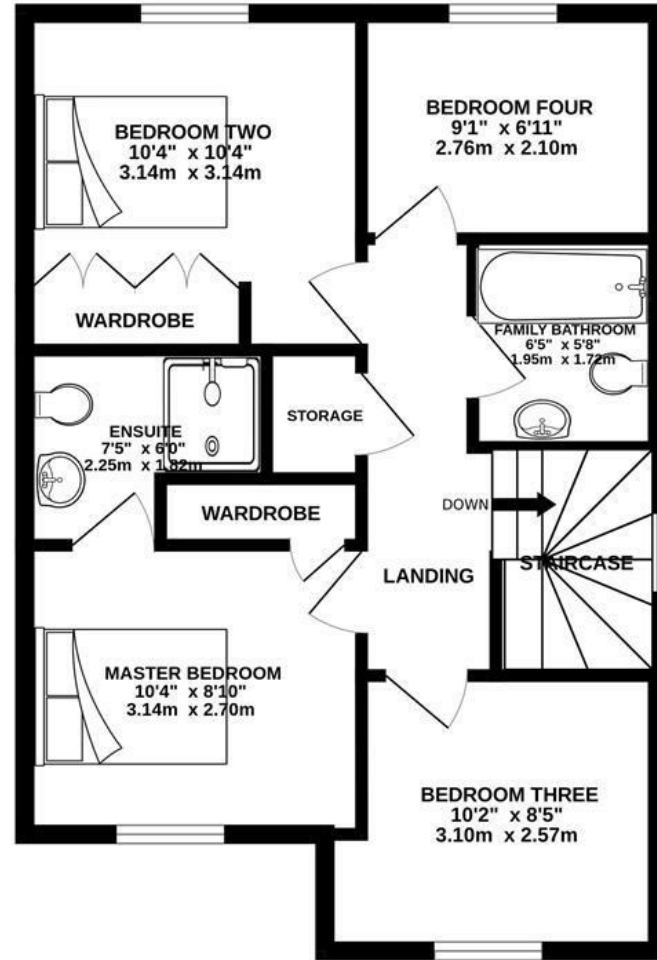 BEDROOM TWO
10'4" x 10'4"
3.14m x 3.14m
BEDROOM FOUR
9'1" x 6'11"
2.76m x 2.10m
WARDROBE
FAMILY BATHROOM
6'5" x 5'8"
1.95m x 1.72m
ENSUITE
7'5" x 6'0"
2.25m x 1.82m
STORAGE
WARDROBE
DOWN
STAIRCASE
LANDING
MASTER BEDROOM
10'4" x 8'10"
3.14m x 2.70m
BEDROOM THREE
10'2" x 8'5"
3.10m x 2.57m